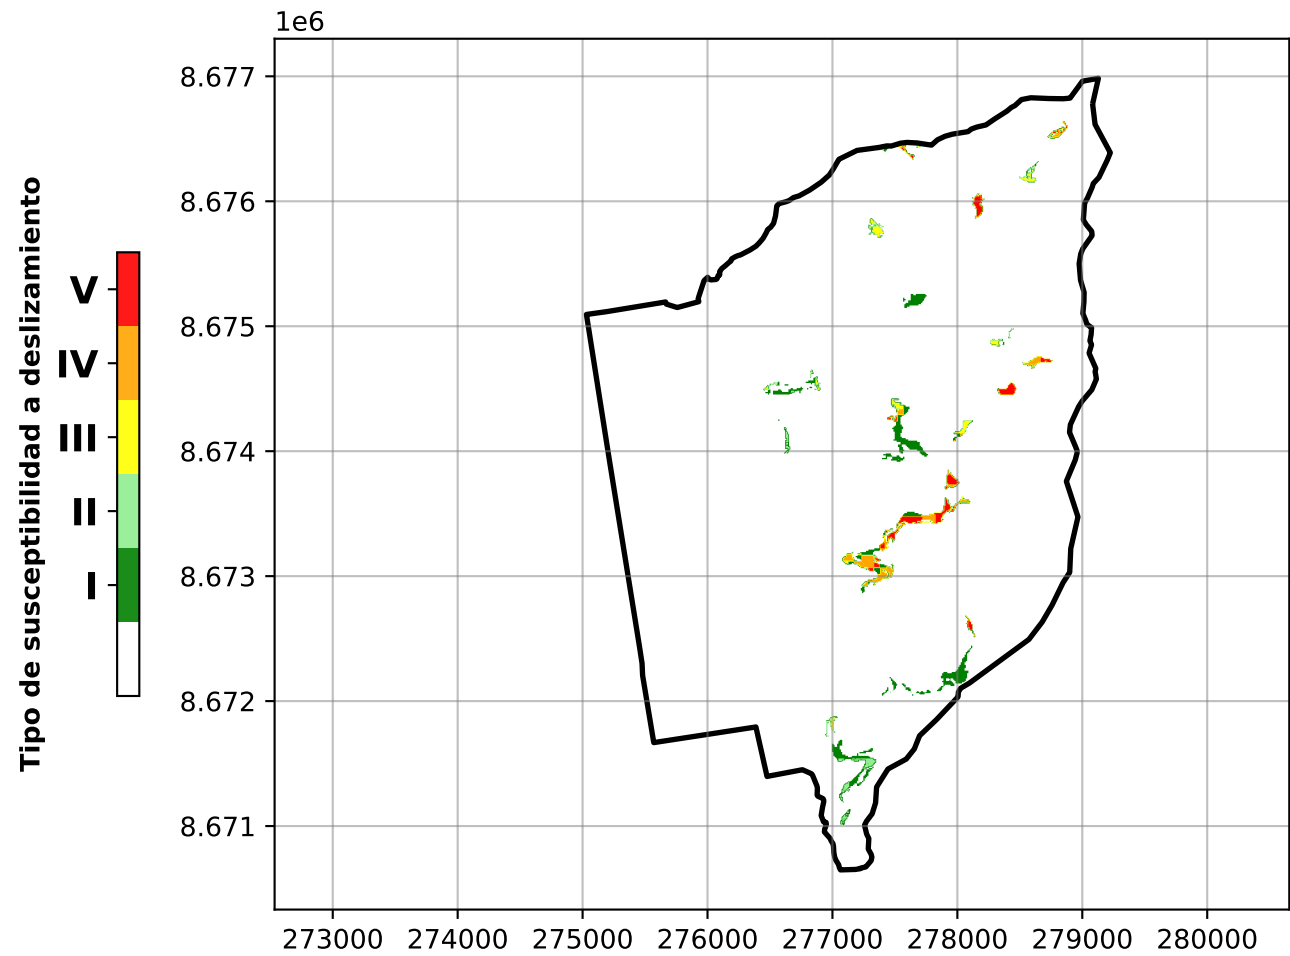 1e6
8.677
8.676
8.675
8.674
8.673
8.672
8.671
273000 274000 275000 276000 277000 278000 279000 280000
Tipo de susceptibilidad a deslizamiento
V
IV
III
II
I